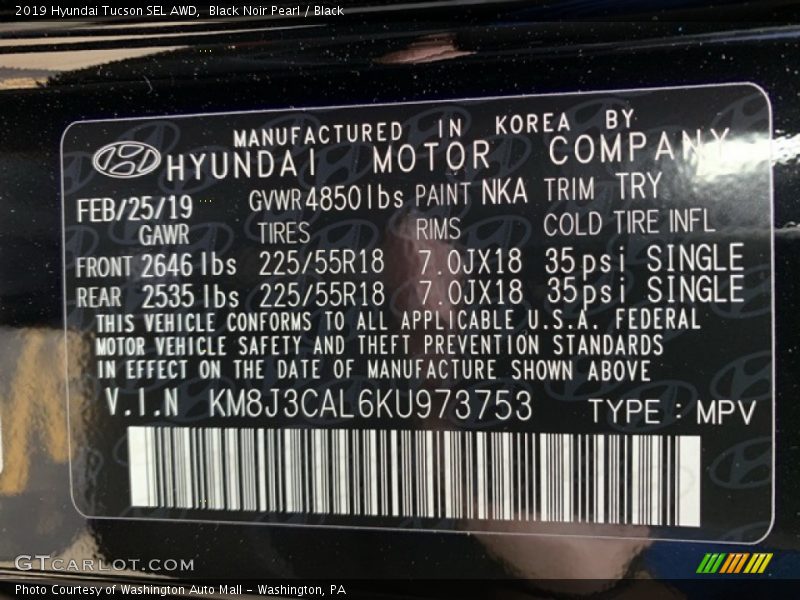 2019 Hyundai Tucson SEL AWD,  Black Noir Pearl / Black
MANUFACTURED IN KOREA BY
HYUNDAI MOTOR COMPANY
FEB/25/19 GVWR 4850 lbs PAINT NKA TRIM TRY
GAWR TIRES RIMS COLD TIRE INFL
FRONT 2646 lbs 225/55R18 7.0JX18 35psi SINGLE
REAR 2535 lbs 225/55R18 7.0JX18 35psi SINGLE
THIS VEHICLE CONFORMS TO ALL APPLICABLE U.S.A. FEDERAL
MOTOR VEHICLE SAFETY AND THEFT PREVENTION STANDARDS
IN EFFECT ON THE DATE OF MANUFACTURE SHOWN ABOVE
V.I.N KM8J3CAL6KU973753 TYPE : MPV
GTCARLOT.COM
Photo Courtesy of Washington Auto Mall - Washington, PA